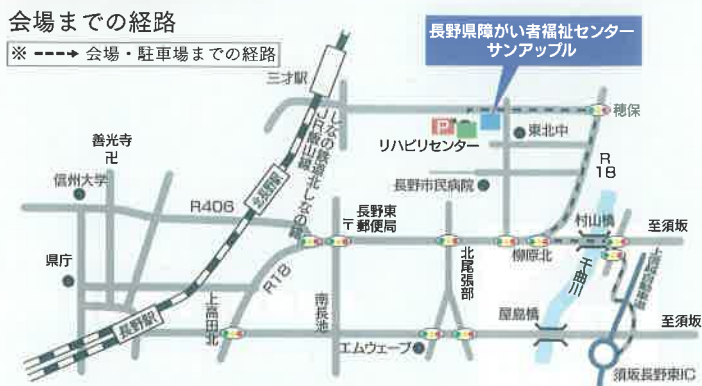 会場までの経路
※ ----→ 会場・駐車場までの経路
長野県障がい者福祉センター
サンアップル
三才駅
穂保
P
東北中
リハビリセンター
しなの鉄道北しなの線
JR飯山線
善光寺
卍
信州大学
北長野駅
長野市民病院
R
18
R406
長野東
〒郵便局
村山橋
至須坂
柳原北
県庁
R18
北尾張部
千曲川
上信越自動車道
上高田北
南長池
屋島橋
長野駅
エムウェーブ
至須坂
須坂長野東IC